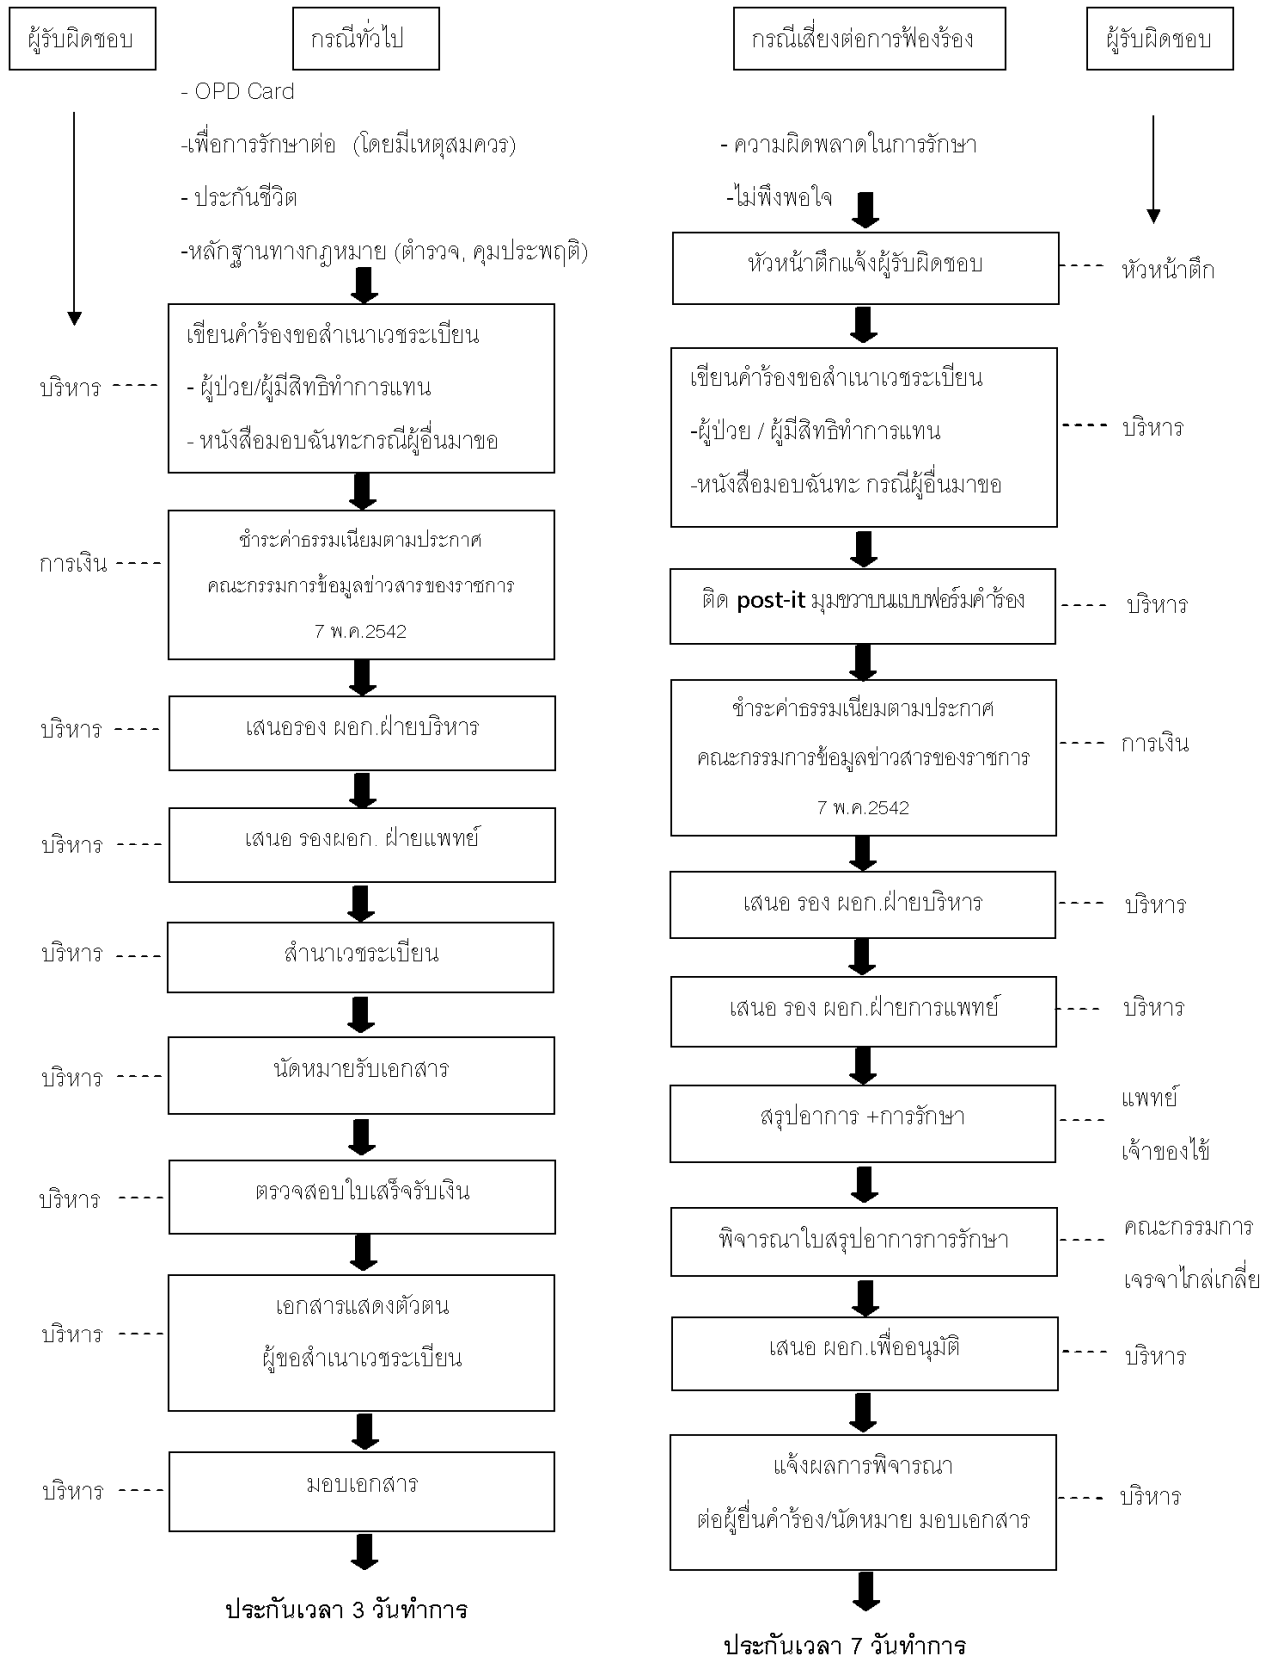 ผู้รับผิดชอบ
กรณีทั่วไป
- OPD Card
-เพื่อการรักษาต่อ (โดยมีเหตุสมควร)
- ประกันชีวิต
-หลักฐานทางกฎหมาย (ตำรวจ, คุมประพฤติ)
เขียนคำร้องขอสำเนาเวชระเบียน
- ผู้ป่วย/ผู้มีสิทธิทำการแทน
- หนังสือมอบฉันทะกรณีผู้อื่นมาขอ
บริหาร
ชำระค่าธรรมเนียมตามประกาศ
คณะกรรมการข้อมูลข่าวสารของราชการ
7 พ.ค.2542
การเงิน
เสนอรอง ผอก.ฝ่ายบริหาร
บริหาร
เสนอ รองผอก. ฝ่ายแพทย์
บริหาร
สำนาเวชระเบียน
บริหาร
นัดหมายรับเอกสาร
บริหาร
ตรวจสอบใบเสร็จรับเงิน
บริหาร
เอกสารแสดงตัวตน
ผู้ขอสำเนาเวชระเบียน
บริหาร
มอบเอกสาร
บริหาร
ประกันเวลา 3 วันทำการ
กรณีเสี่ยงต่อการฟ้องร้อง
ผู้รับผิดชอบ
- ความผิดพลาดในการรักษา
-ไม่พึงพอใจ
หัวหน้าตึกแจ้งผู้รับผิดชอบ
หัวหน้าตึก
เขียนคำร้องขอสำเนาเวชระเบียน
-ผู้ป่วย / ผู้มีสิทธิทำการแทน
-หนังสือมอบฉันทะ กรณีผู้อื่นมาขอ
บริหาร
ติด post-it มุมขวาบนแบบฟอร์มคำร้อง
บริหาร
ชำระค่าธรรมเนียมตามประกาศ
คณะกรรมการข้อมูลข่าวสารของราชการ
7 พ.ค.2542
การเงิน
เสนอ รอง ผอก.ฝ่ายบริหาร
บริหาร
เสนอ รอง ผอก.ฝ่ายการแพทย์
บริหาร
สรุปอาการ +การรักษา
แพทย์
เจ้าของไข้
พิจารณาใบสรุปอาการการรักษา
คณะกรรมการ
เจรจาไกล่เกลี่ย
เสนอ ผอก.เพื่ออนุมัติ
บริหาร
แจ้งผลการพิจารณา
ต่อผู้ยื่นคำร้อง/นัดหมาย มอบเอกสาร
บริหาร
ประกันเวลา 7 วันทำการ